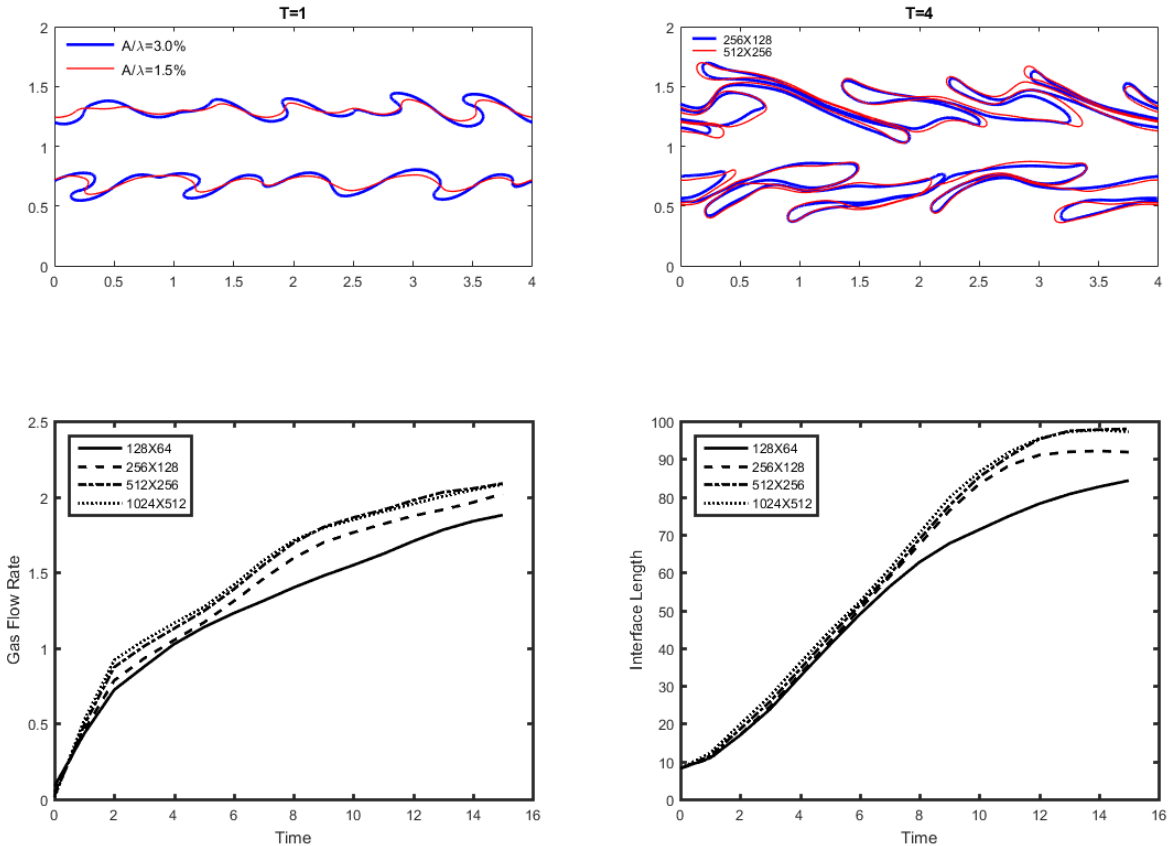 T=1
2
1.5
1
0.5
0
A/λ=3.0%
A/λ=1.5%
0 0.5 1 1.5 2 2.5 3 3.5 4
T=4
2
1.5
1
0.5
0
256X128
512X256
0 0.5 1 1.5 2 2.5 3 3.5 4
Gas Flow Rate
2.5
2
1.5
1
0.5
0
128X64
256X128
512X256
1024X512
0 2 4 6 8 10 12 14 16
Time
Interface Length
100
90
80
70
60
50
40
30
20
10
0
128X64
256X128
512X256
1024X512
0 2 4 6 8 10 12 14 16
Time